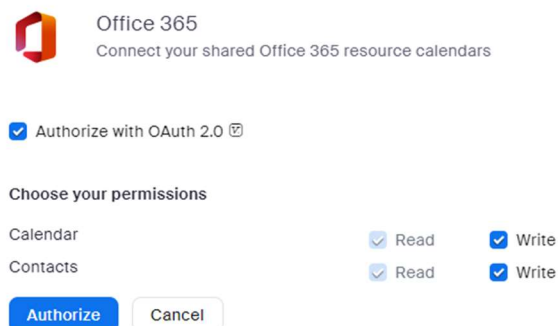 Office 365
Connect your shared Office 365 resource calendars
Authorize with OAuth 2.0
Choose your permissions
Calendar Read Write
Contacts Read Write
Authorize Cancel